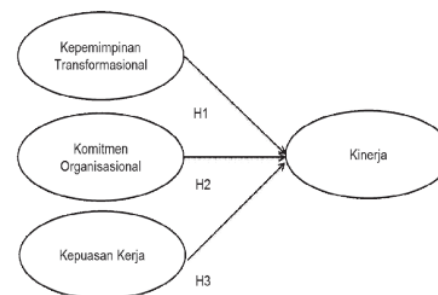 Kepemimpinan
Transformasional
H1
Komitmen
Organisasional
Kinerja
H2
Kepuasan Kerja
H3